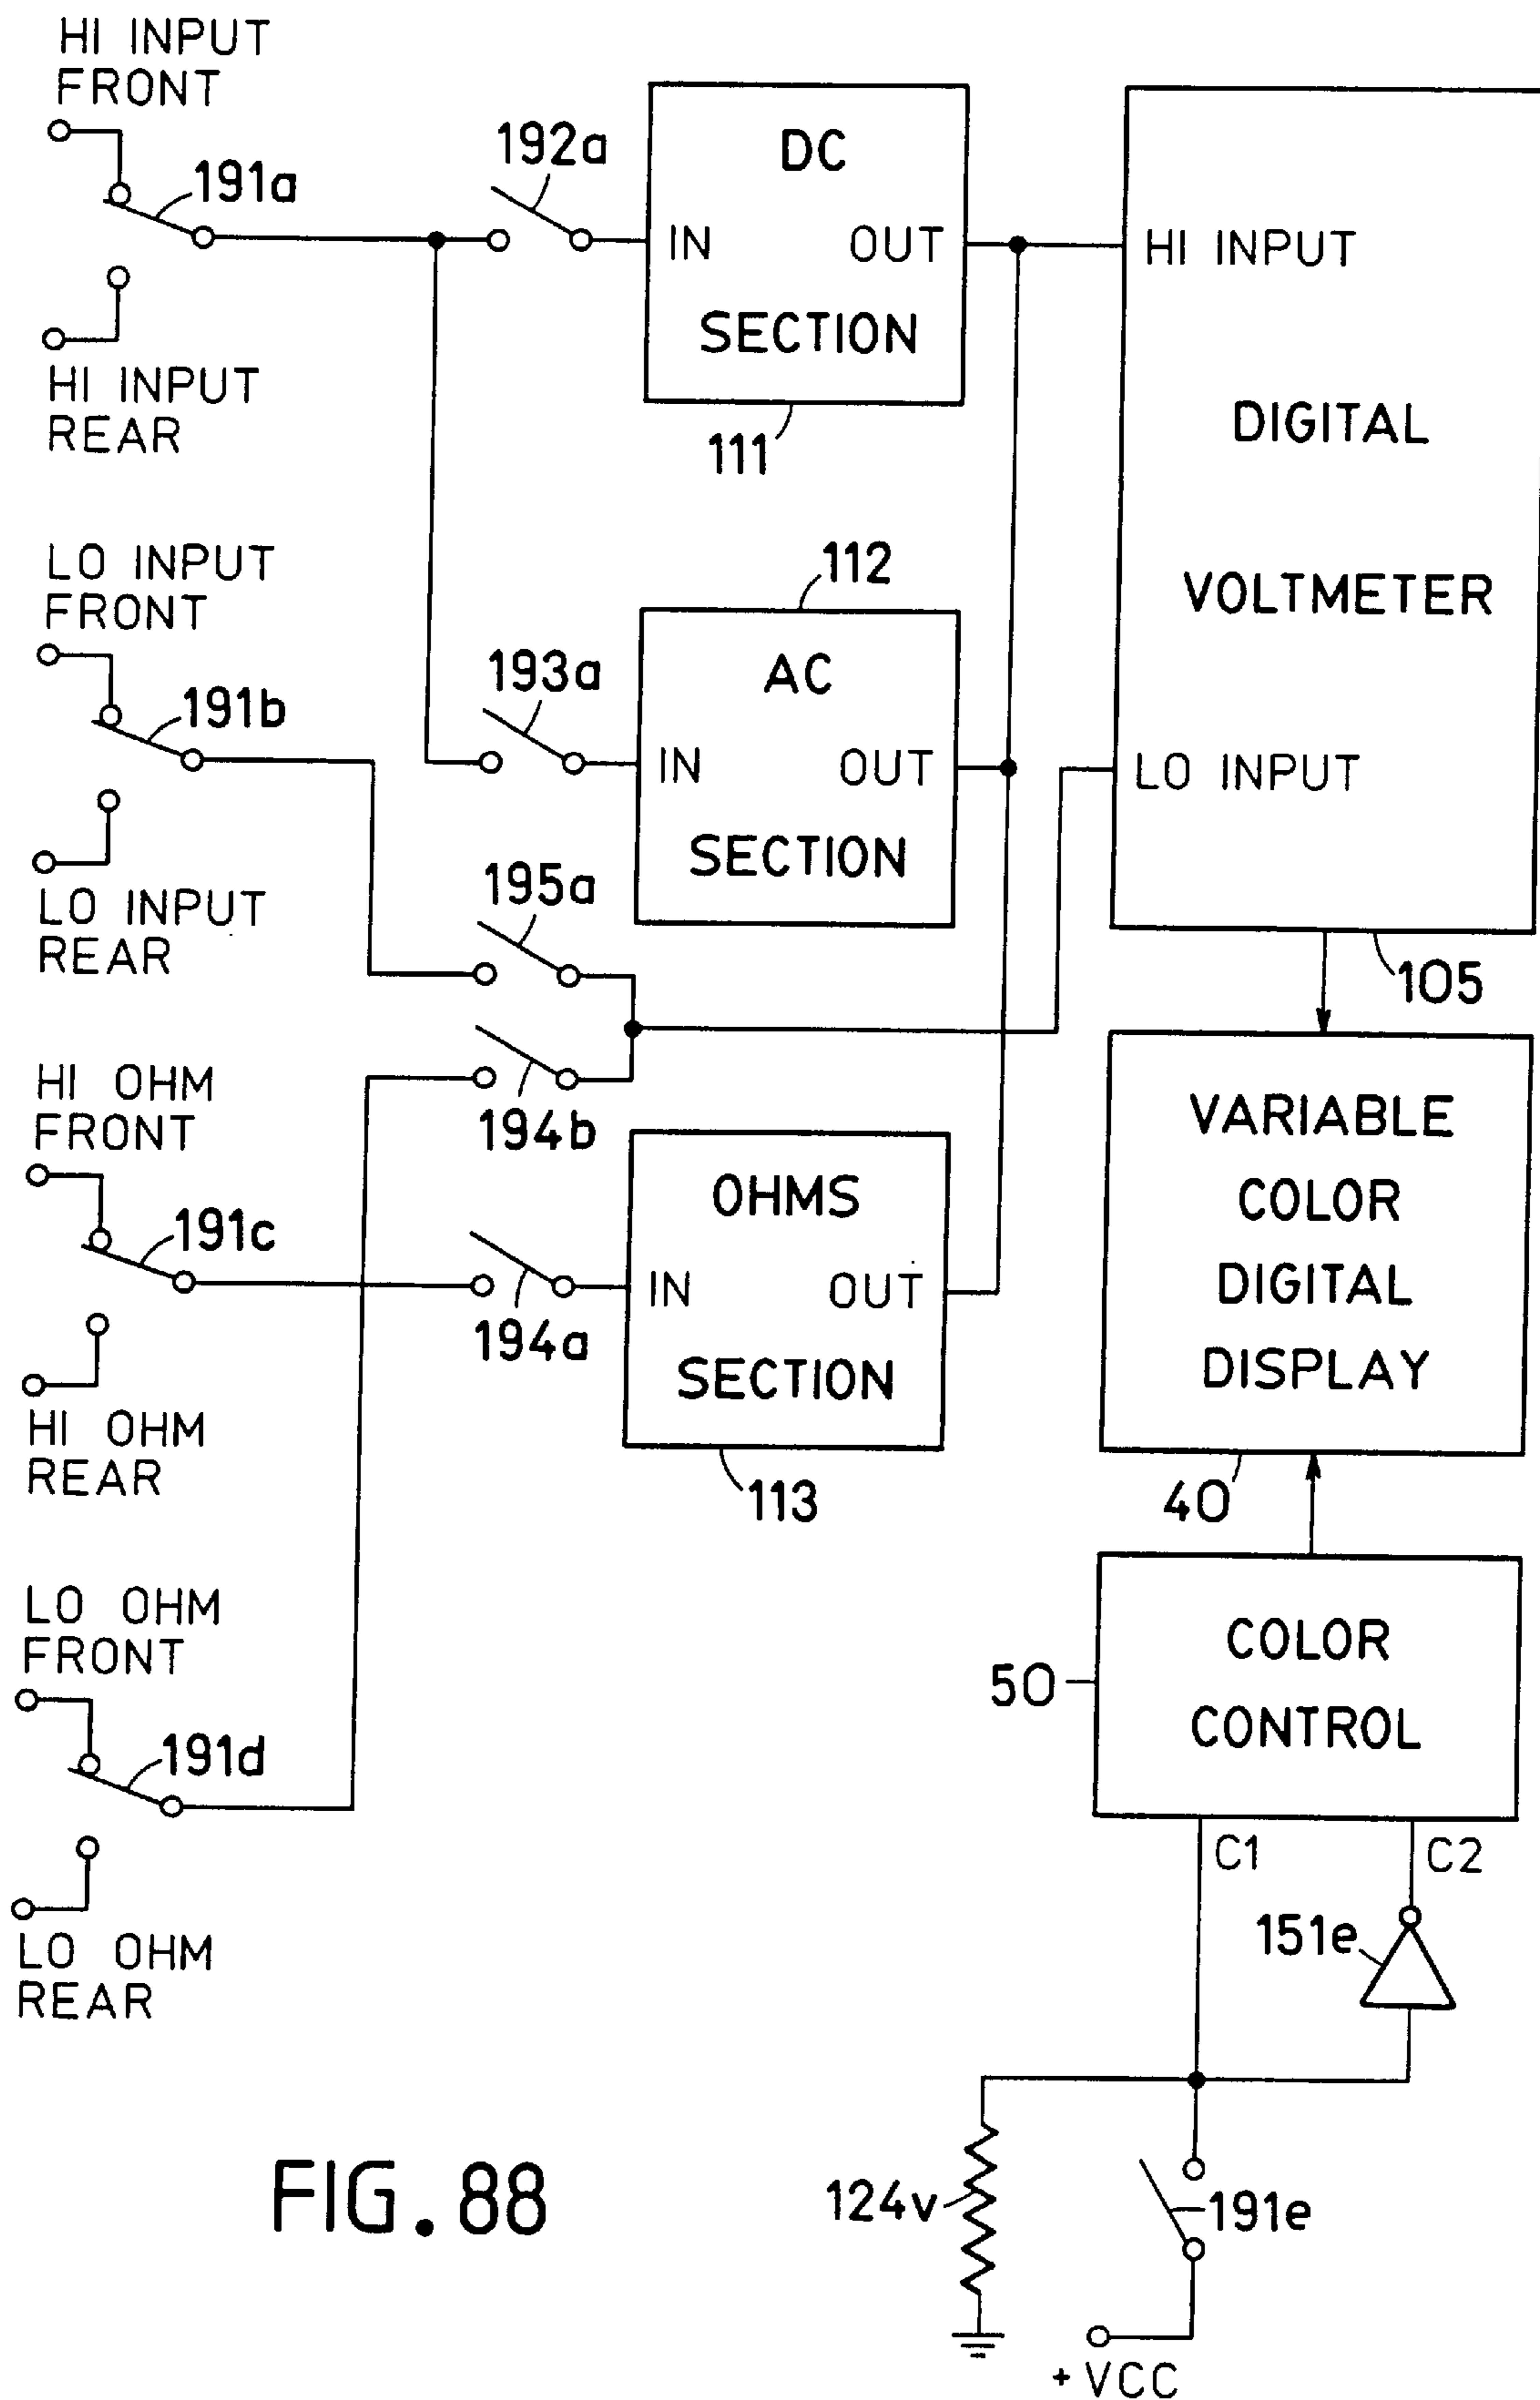 HI INPUT
FRONT
191a
HI INPUT
REAR
192a
DC
IN OUT
SECTION
111
HI INPUT
DIGITAL
VOLTMETER
LO INPUT
105
LO INPUT
FRONT
191b
LO INPUT
REAR
193a
112
AC
IN OUT
SECTION
195a
194b
HI OHM
FRONT
191c
HI OHM
REAR
194a
OHMS
IN OUT
SECTION
113
VARIABLE
COLOR
DIGITAL
DISPLAY
40
LO OHM
FRONT
191d
LO OHM
REAR
50
COLOR
CONTROL
C1 C2
151e
124v
191e
+VCC
FIG. 88